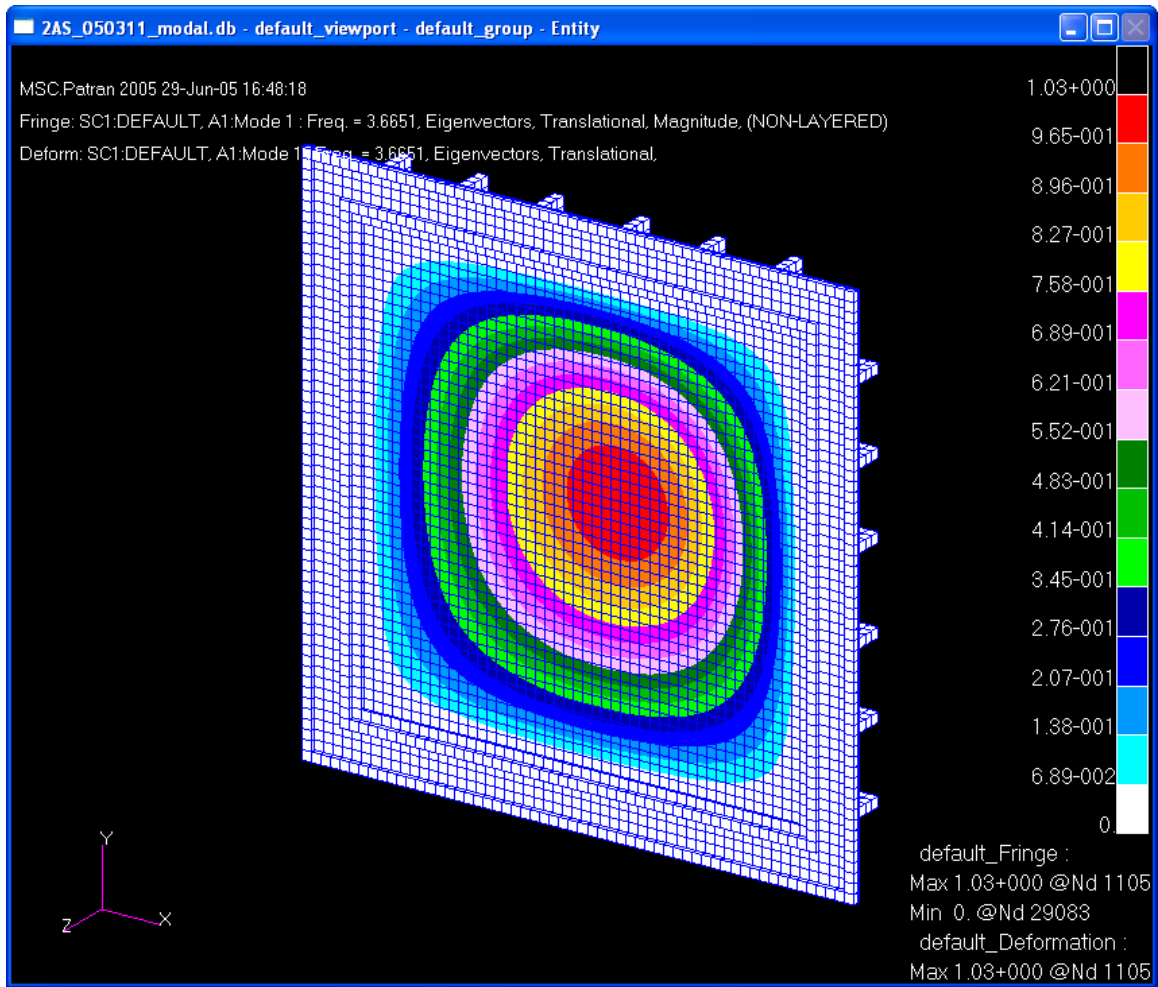 2AS_050311_modal.db - default_viewport - default_group - Entity
MSC.Patran 2005 29-Jun-05 16:48:18
Fringe: SC1:DEFAULT, A1:Mode 1 : Freq. = 3.6651, Eigenvectors, Translational, Magnitude, (NON-LAYERED)
Deform: SC1:DEFAULT, A1:Mode 1 Freq. = 3.6651, Eigenvectors, Translational,
1.03+000
9.65-001
8.96-001
8.27-001
7.58-001
6.89-001
6.21-001
5.52-001
4.83-001
4.14-001
3.45-001
2.76-001
2.07-001
1.38-001
6.89-002
0.
Y
Z
X
default_Fringe :
Max 1.03+000 @Nd 1105
Min 0. @Nd 29083
default_Deformation :
Max 1.03+000 @Nd 1105